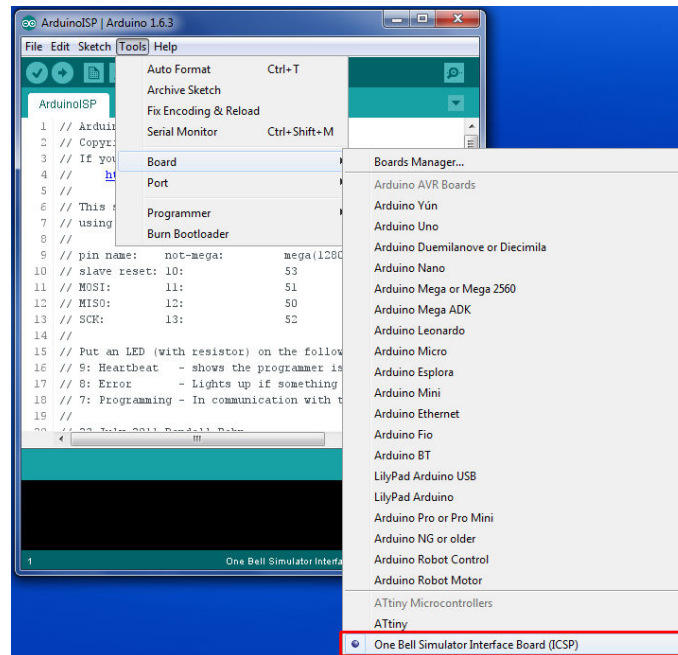 ArduinoISP | Arduino 1.6.3
File Edit Sketch Tools Help
Auto Format Ctrl+T
Archive Sketch
Fix Encoding & Reload
Serial Monitor Ctrl+Shift+M
Board
Port
Programmer
Burn Bootloader
ArduinoISP
1 //
2 //
3 // If
4 //
5 //
6 // This
7 // using
8 //
9 // pin name: not-mega: mega(1280
10 // slave reset: 10: 53
11 // MOSI: 11: 51
12 // MISO: 12: 50
13 // SCK: 13: 52
14 //
15 // Put an LED (with resistor) on the follow
16 // 9: Heartbeat - shows the programmer is
17 // 8: Error - Lights up if something
18 // 7: Programming - In communication with t
19 //
1 One Bell Simulator Interfa
Boards Manager...
Arduino AVR Boards
Arduino Yún
Arduino Uno
Arduino Duemilanove or Diecimila
Arduino Nano
Arduino Mega or Mega 2560
Arduino Mega ADK
Arduino Leonardo
Arduino Micro
Arduino Esplora
Arduino Mini
Arduino Ethernet
Arduino Fio
Arduino BT
LilyPad Arduino USB
LilyPad Arduino
Arduino Pro or Pro Mini
Arduino NG or older
Arduino Robot Control
Arduino Robot Motor
ATtiny Microcontrollers
ATtiny
One Bell Simulator Interface Board (ICSP)